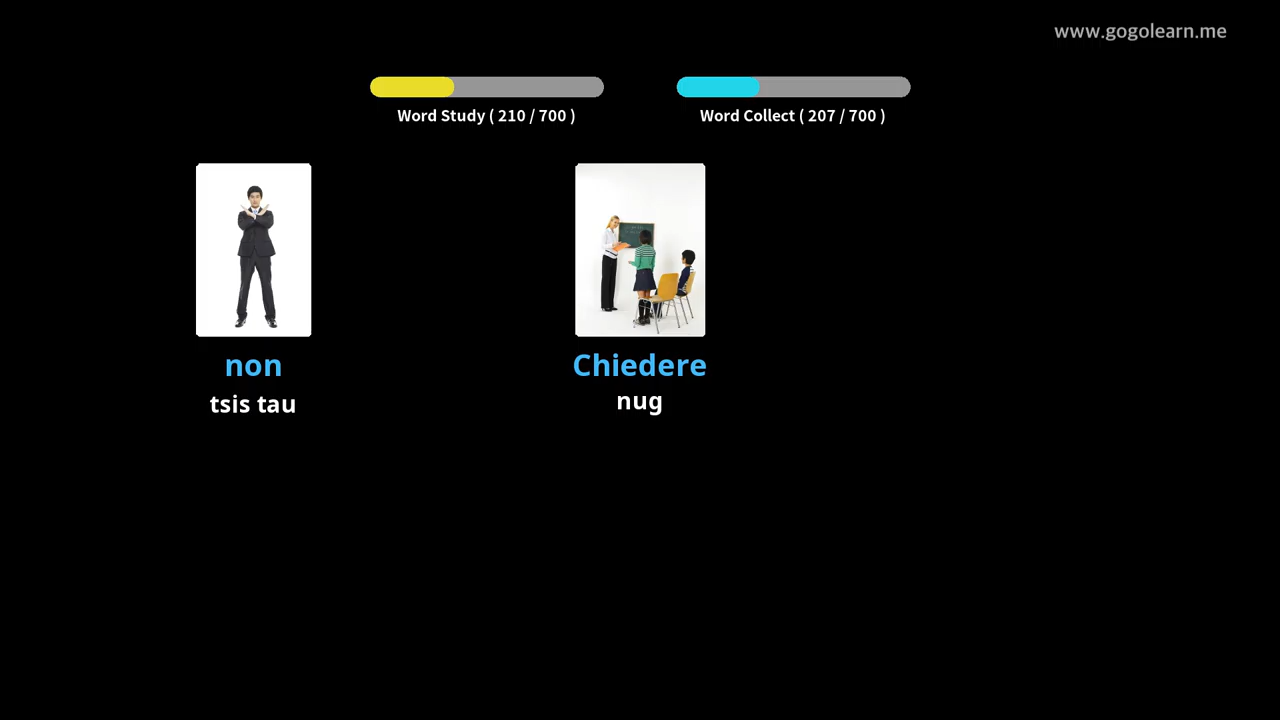 www.gogolearn.me
Word Study ( 210 / 700 )
Word Collect ( 207 / 700 )
non
tsis tau
Chiedere
nug